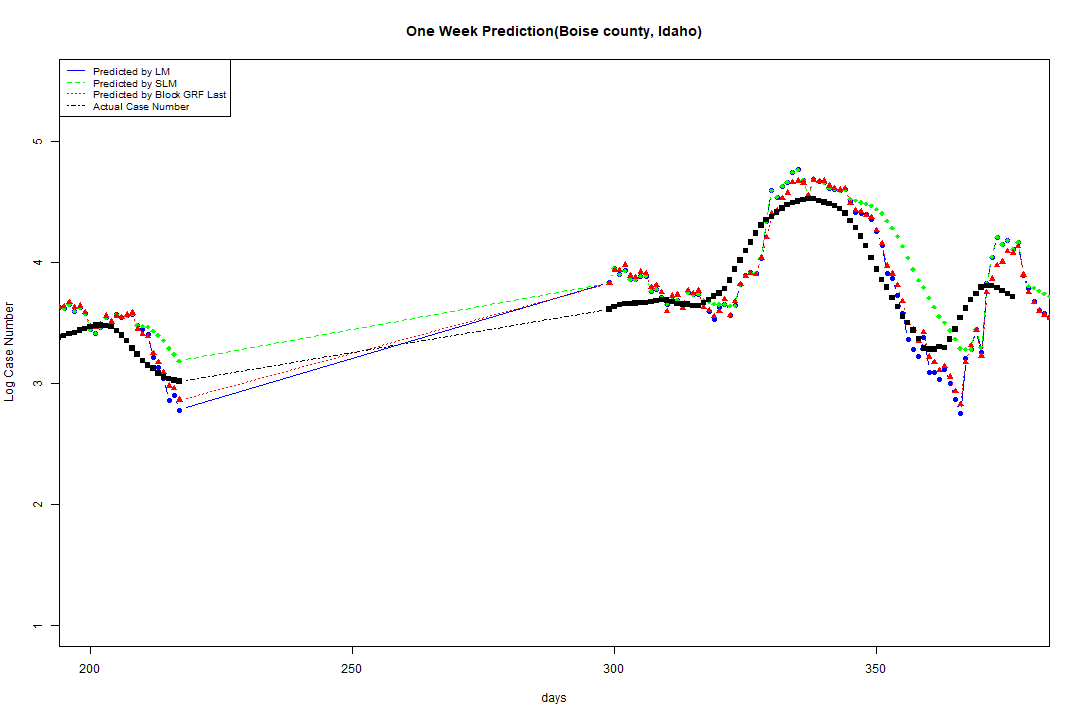 One Week Prediction(Boise county, Idaho)
Predicted by LM
Predicted by SLM
Predicted by Block GRF Last
Actual Case Number
5
4
3
2
1
Log Case Number
200 250 300 350
days